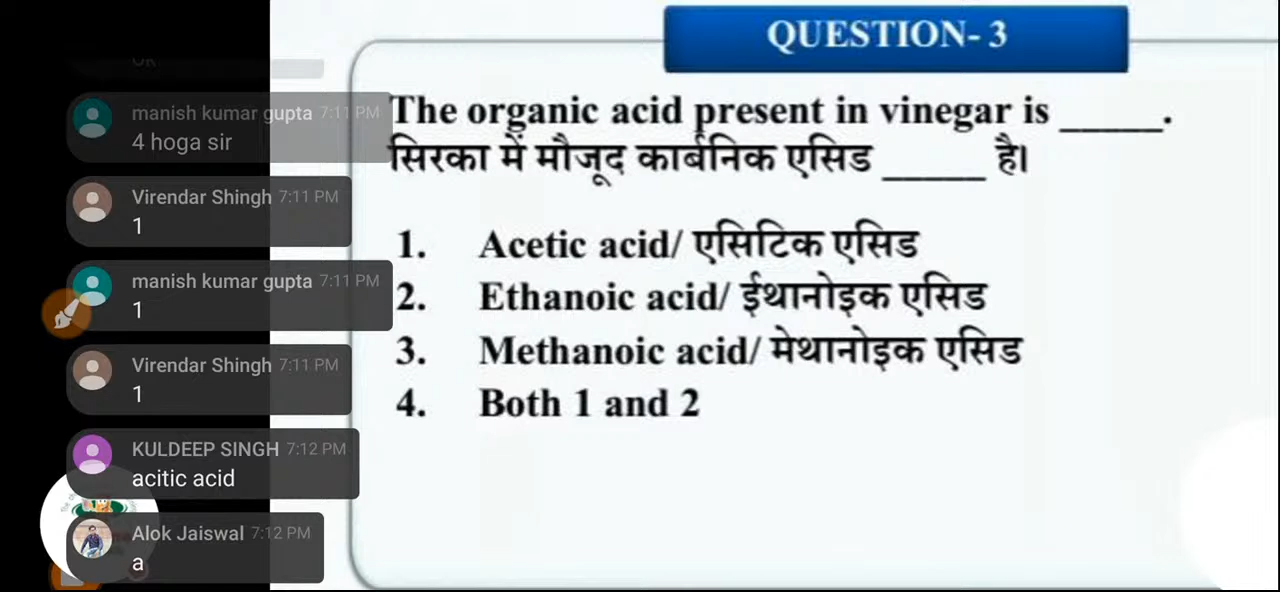 QUESTION- 3
The organic acid present in vinegar is _____.
सिरका में मौजूद कार्बनिक एसिड _____ है।
1. Acetic acid/ एसिटिक एसिड
2. Ethanoic acid/ ईथानोइक एसिड
3. Methanoic acid/ मेथानोइक एसिड
4. Both 1 and 2
manish kumar gupta 7:11 PM
4 hoga sir
Virendar Shingh 7:11 PM
1
manish kumar gupta 7:11 PM
1
Virendar Shingh 7:11 PM
1
KULDEEP SINGH 7:12 PM
acitic acid
Alok Jaiswal 7:12 PM
a